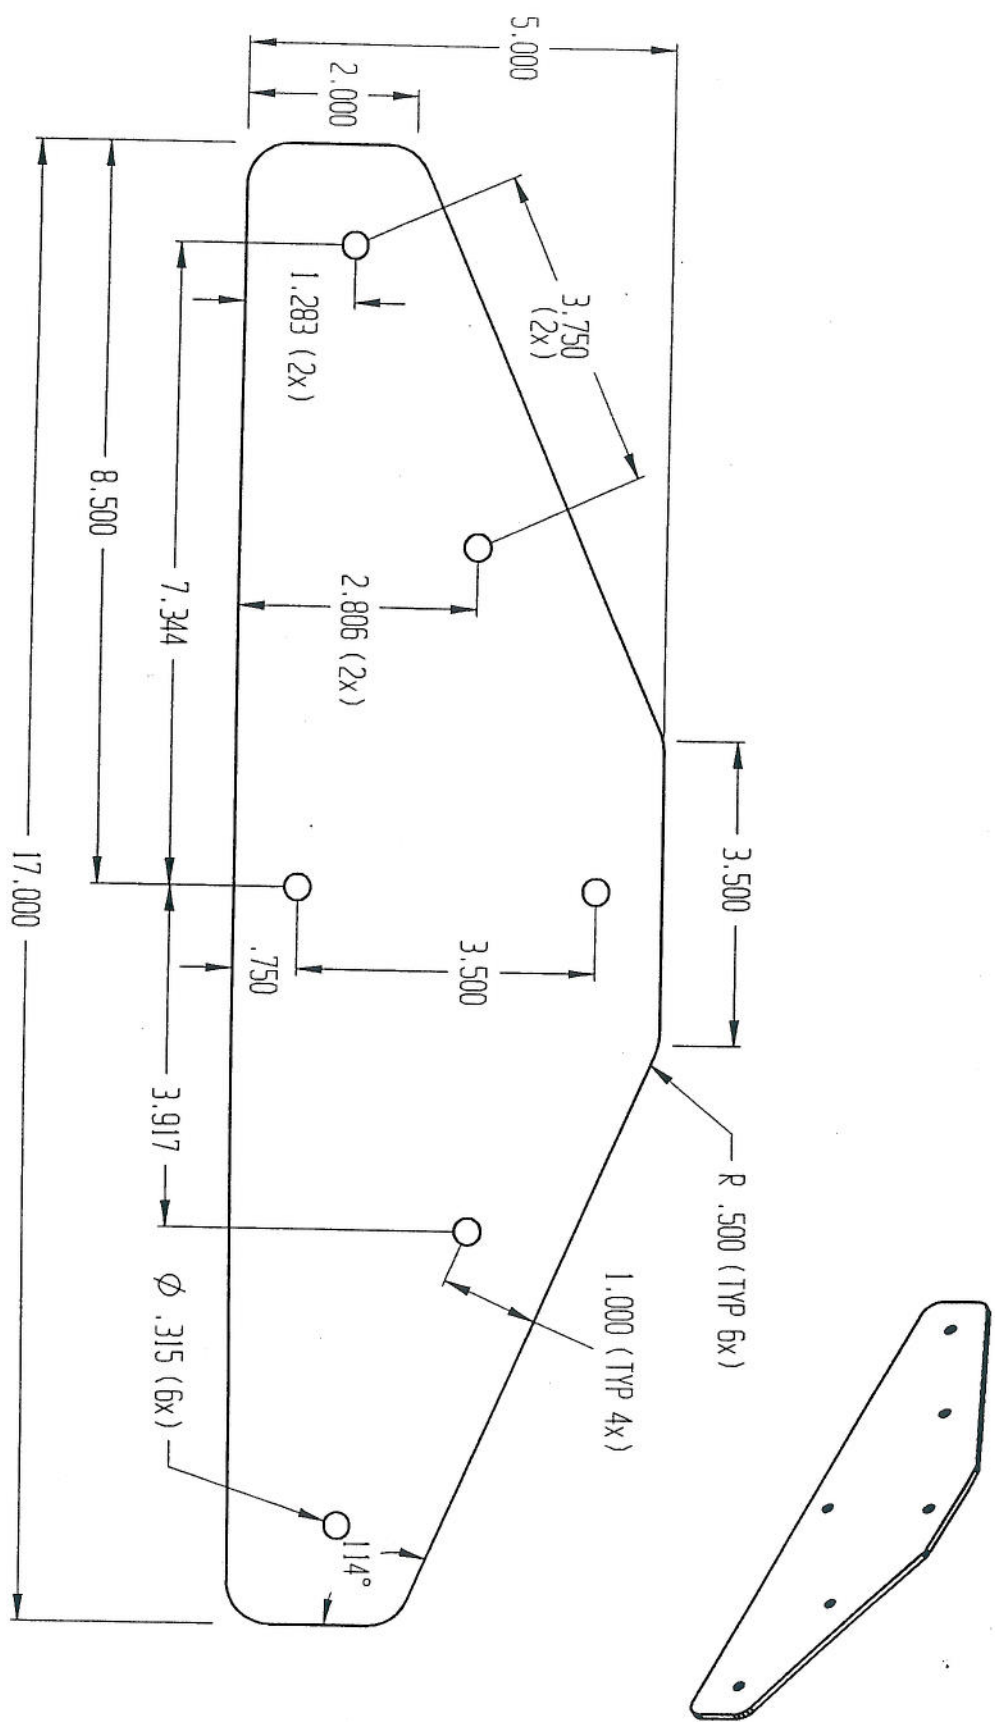 5.000
2.000
3.750
(2x)
1.283 (2x)
2.806 (2x)
3.500
8.500
7.344
17.000
.750
3.500
3.917
R .500 (TYP 6x)
1.000 (TYP 4x)
Ø .315 (6x)
114°